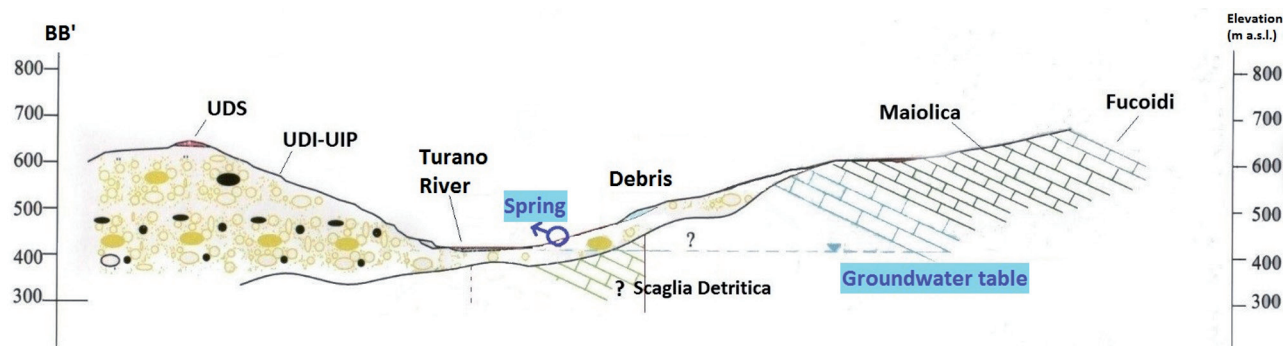 BB'
Elevation
(m a.s.l.)
800
700
600
500
400
300
UDS
UDI-UIP
Turano
River
Spring
Debris
?
? Scaglia Detritica
Groundwater table
Maiolica
Fucoidi
800
700
600
500
400
300